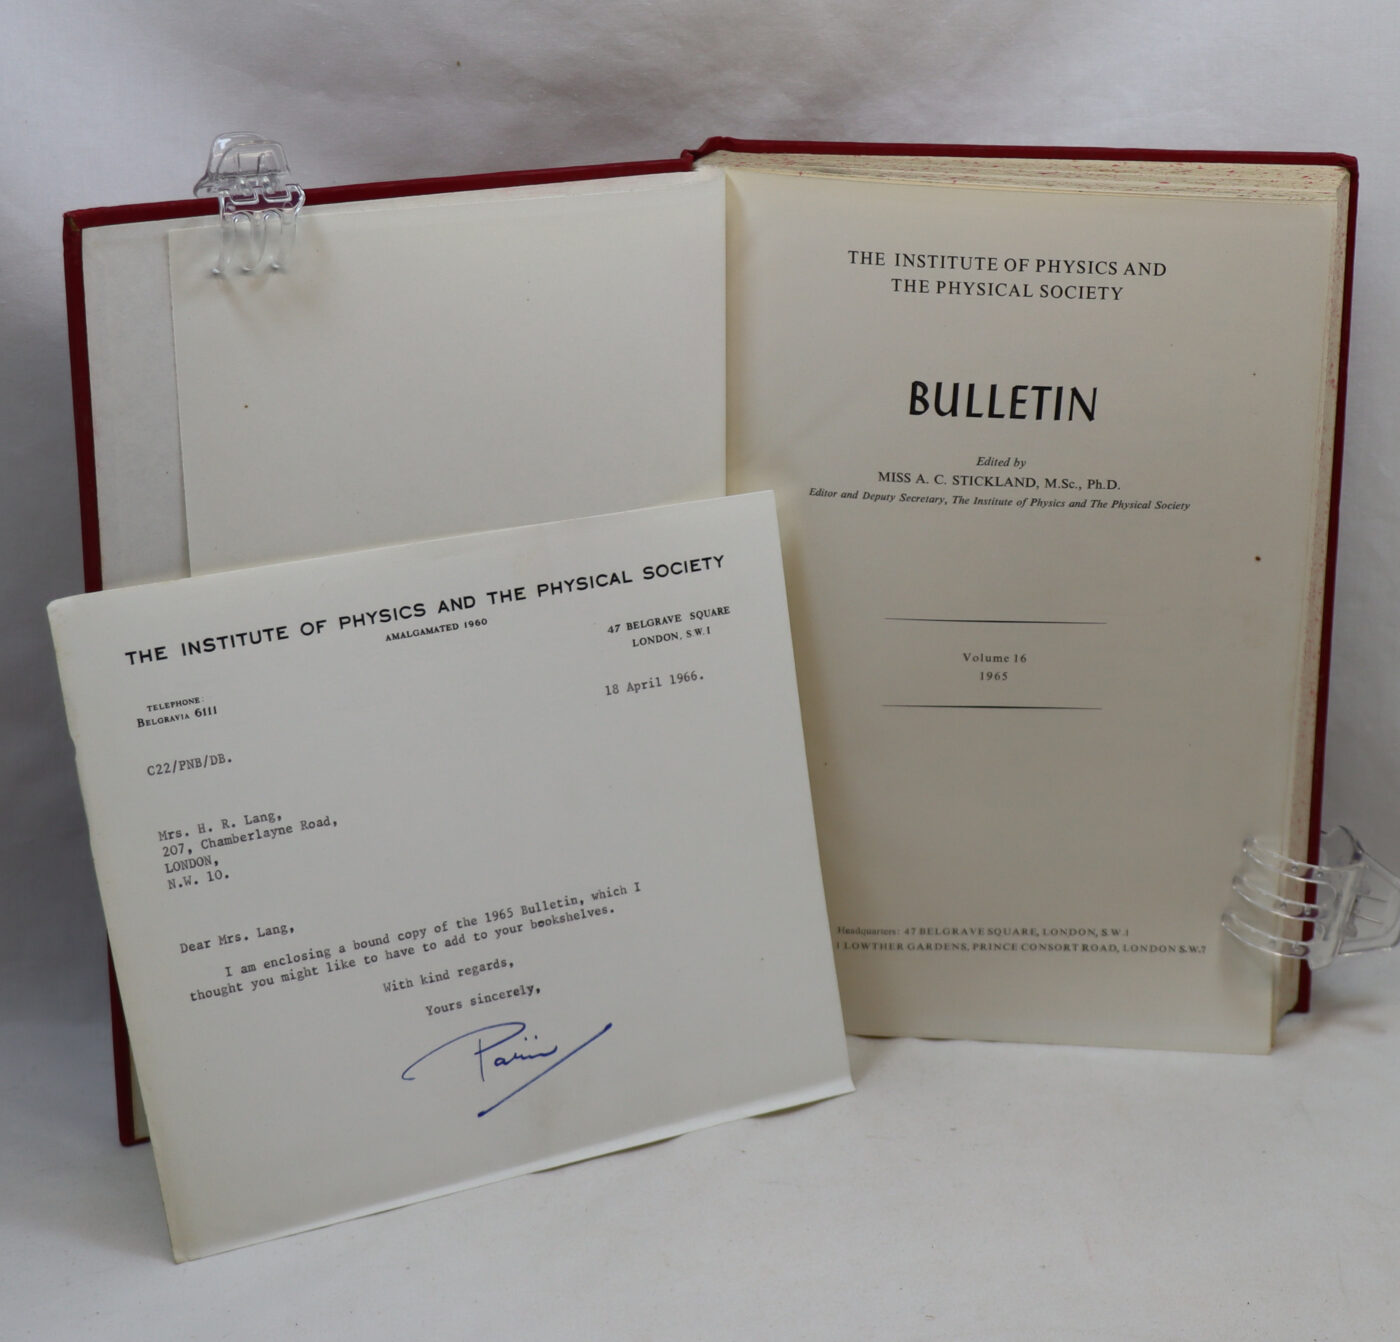 THE INSTITUTE OF PHYSICS AND
THE PHYSICAL SOCIETY
BULLETIN
Edited by
MISS A. C. STICKLAND, M.Sc., Ph.D.
Editor and Deputy Secretary, The Institute of Physics and The Physical Society
Volume 16
1965
Headquarters: 47 BELGRAVE SQUARE, LONDON, S.W.1
1 LOWTHER GARDENS, PRINCE CONSORT ROAD, LONDON S.W.7
THE INSTITUTE OF PHYSICS AND THE PHYSICAL SOCIETY
AMALGAMATED 1960
47 BELGRAVE SQUARE
LONDON, S.W.1
TELEPHONE:
BELGRAVIA 6111
18 April 1966.
C22/PNB/DB.
Mrs. H. R. Lang,
207, Chamberlayne Road,
LONDON,
N.W. 10.
Dear Mrs. Lang,
I am enclosing a bound copy of the 1965 Bulletin, which I
thought you might like to have to add to your bookshelves.
With kind regards,
Yours sincerely,